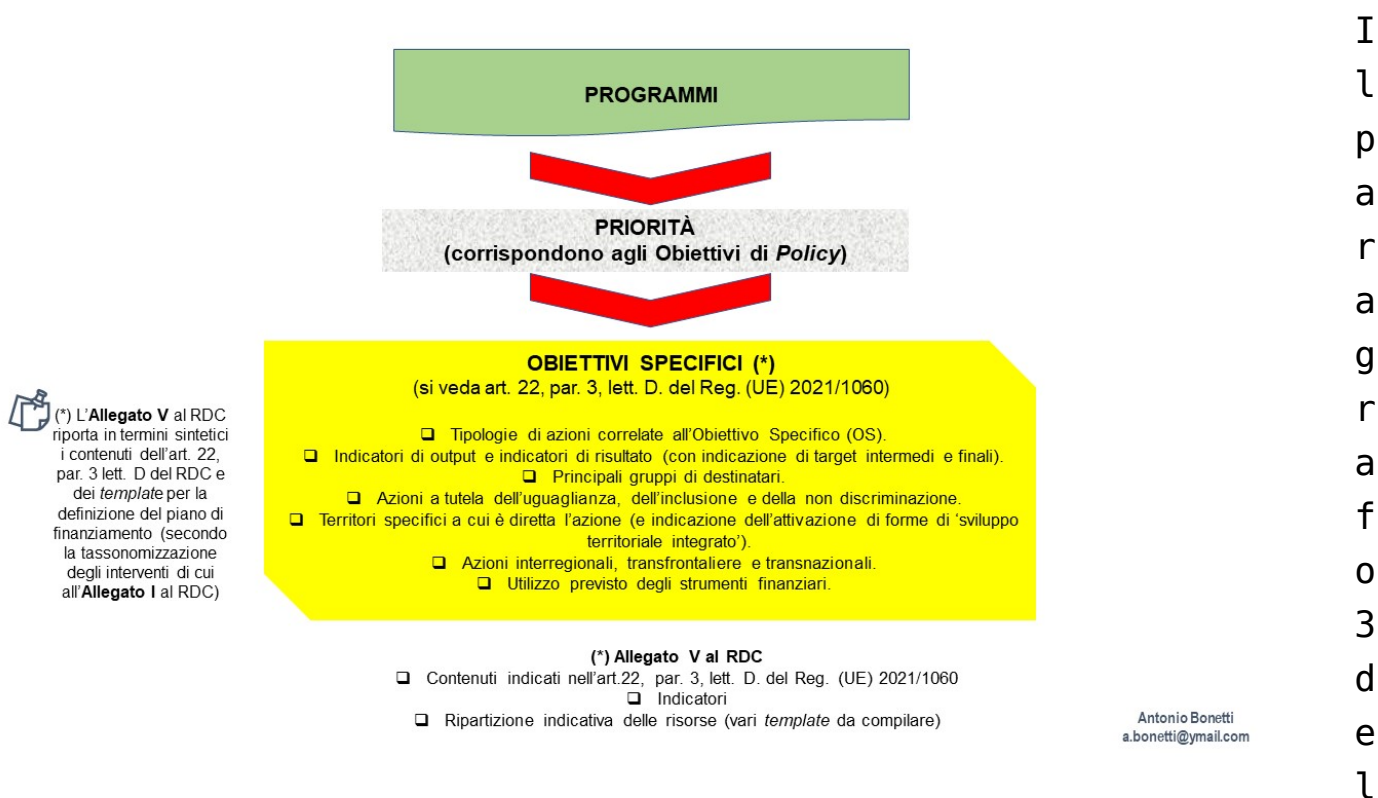 PROGRAMMI
PRIORITÀ
(corrispondono agli Obiettivi di Policy)
OBIETTIVI SPECIFICI (*)
(si veda art. 22, par. 3, lett. D. del Reg. (UE) 2021/1060)
❑ Tipologie di azioni correlate all'Obiettivo Specifico (OS).
❑ Indicatori di output e indicatori di risultato (con indicazione di target intermedi e finali).
❑ Principali gruppi di destinatari.
❑ Azioni a tutela dell'uguaglianza, dell'inclusione e della non discriminazione.
❑ Territori specifici a cui è diretta l'azione (e indicazione dell'attivazione di forme di 'sviluppo
territoriale integrato').
❑ Azioni interregionali, transfrontaliere e transnazionali.
❑ Utilizzo previsto degli strumenti finanziari.
(*) L'Allegato V al RDC
riporta in termini sintetici
i contenuti dell'art. 22,
par. 3 lett. D del RDC e
dei template per la
definizione del piano di
finanziamento (secondo
la tassonomizzazione
degli interventi di cui
all'Allegato I al RDC)
(*) Allegato V al RDC
❑ Contenuti indicati nell'art.22, par. 3, lett. D. del Reg. (UE) 2021/1060
❑ Indicatori
❑ Ripartizione indicativa delle risorse (vari template da compilare)
Antonio Bonetti
a.bonetti@ymail.com
I
l
p
a
r
a
g
r
a
f
o
3
d
e
l